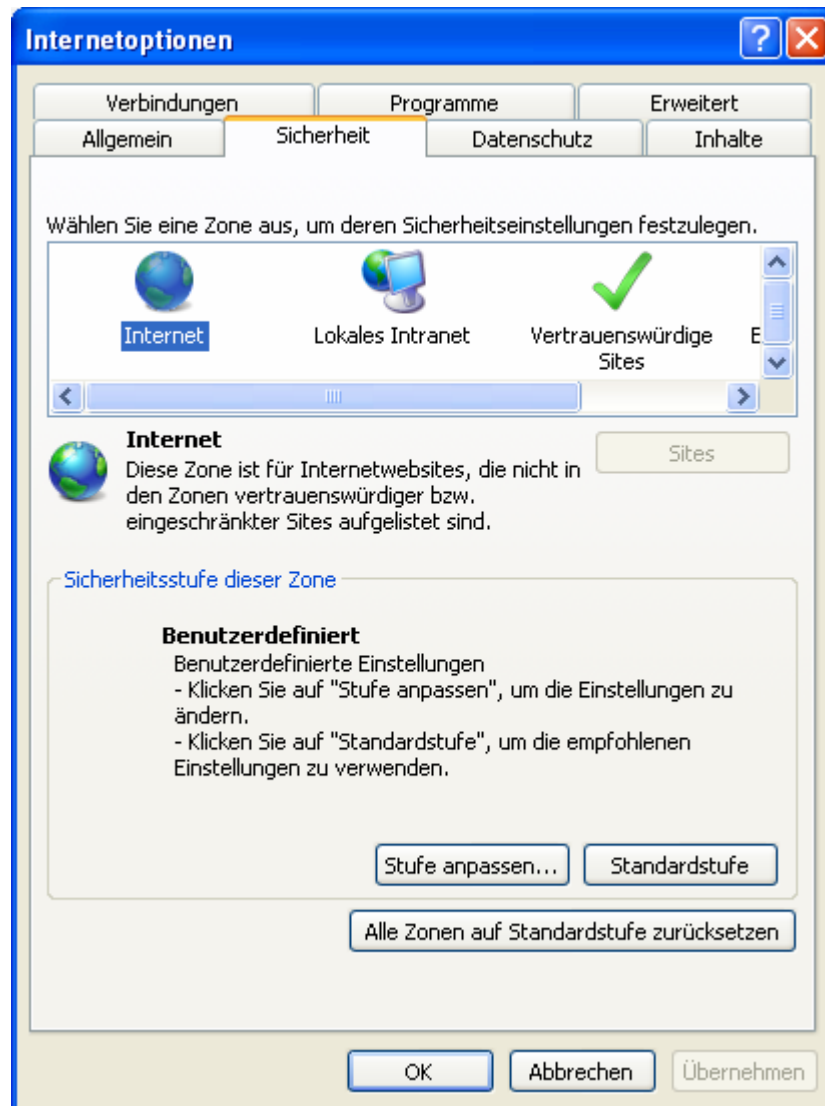 Internetoptionen
Verbindungen Programme Erweitert
Allgemein Sicherheit Datenschutz Inhalte
Wählen Sie eine Zone aus, um deren Sicherheitseinstellungen festzulegen.
Internet Lokales Intranet Vertrauenswürdige E
Sites
Internet Sites
Diese Zone ist für Internetwebsites, die nicht in
den Zonen vertrauenswürdiger bzw.
eingeschränkter Sites aufgelistet sind.
Sicherheitsstufe dieser Zone
Benutzerdefiniert
Benutzerdefinierte Einstellungen
- Klicken Sie auf "Stufe anpassen", um die Einstellungen zu
ändern.
- Klicken Sie auf "Standardstufe", um die empfohlenen
Einstellungen zu verwenden.
Stufe anpassen... Standardstufe
Alle Zonen auf Standardstufe zurücksetzen
OK Abbrechen Übernehmen